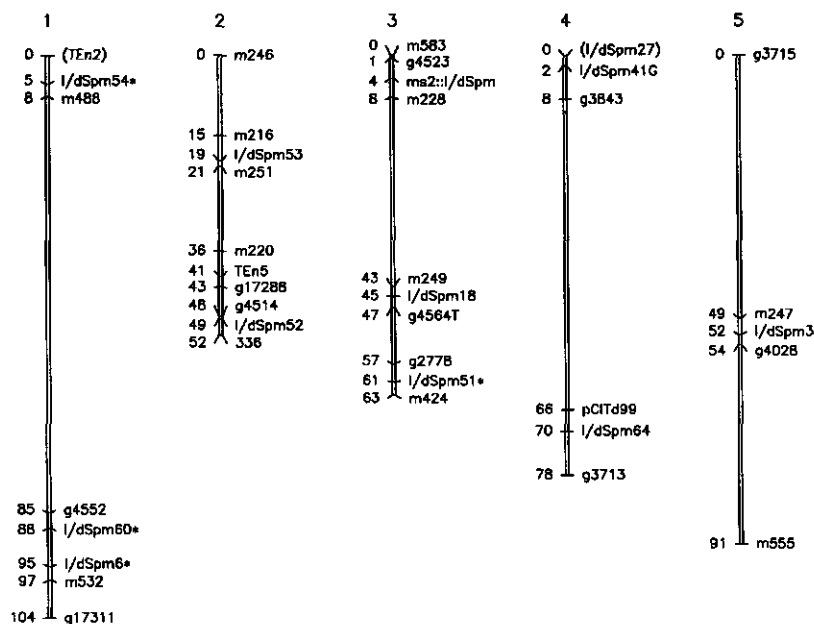 1
0 (TEn2)
5 I/dSpm54*
8 m488
85 g4552
88 I/dSpm60*
95 I/dSpm6*
97 m532
104 g17311
2
0 m246
15 m216
19 I/dSpm53
21 m251
36 m220
41 TEn5
43 g17288
48 g4514
49 I/dSpm52
52 336
3
0 m583
1 g4523
4 ms2::I/dSpm
8 m228
43 m249
45 I/dSpm18
47 g4564T
57 g2778
61 I/dSpm51*
63 m424
4
0 (I/dSpm27)
2 I/dSpm41G
8 g3843
66 pCITd99
70 I/dSpm64
78 g3713
5
0 g3715
49 m247
52 I/dSpm3
54 g4028
91 m555